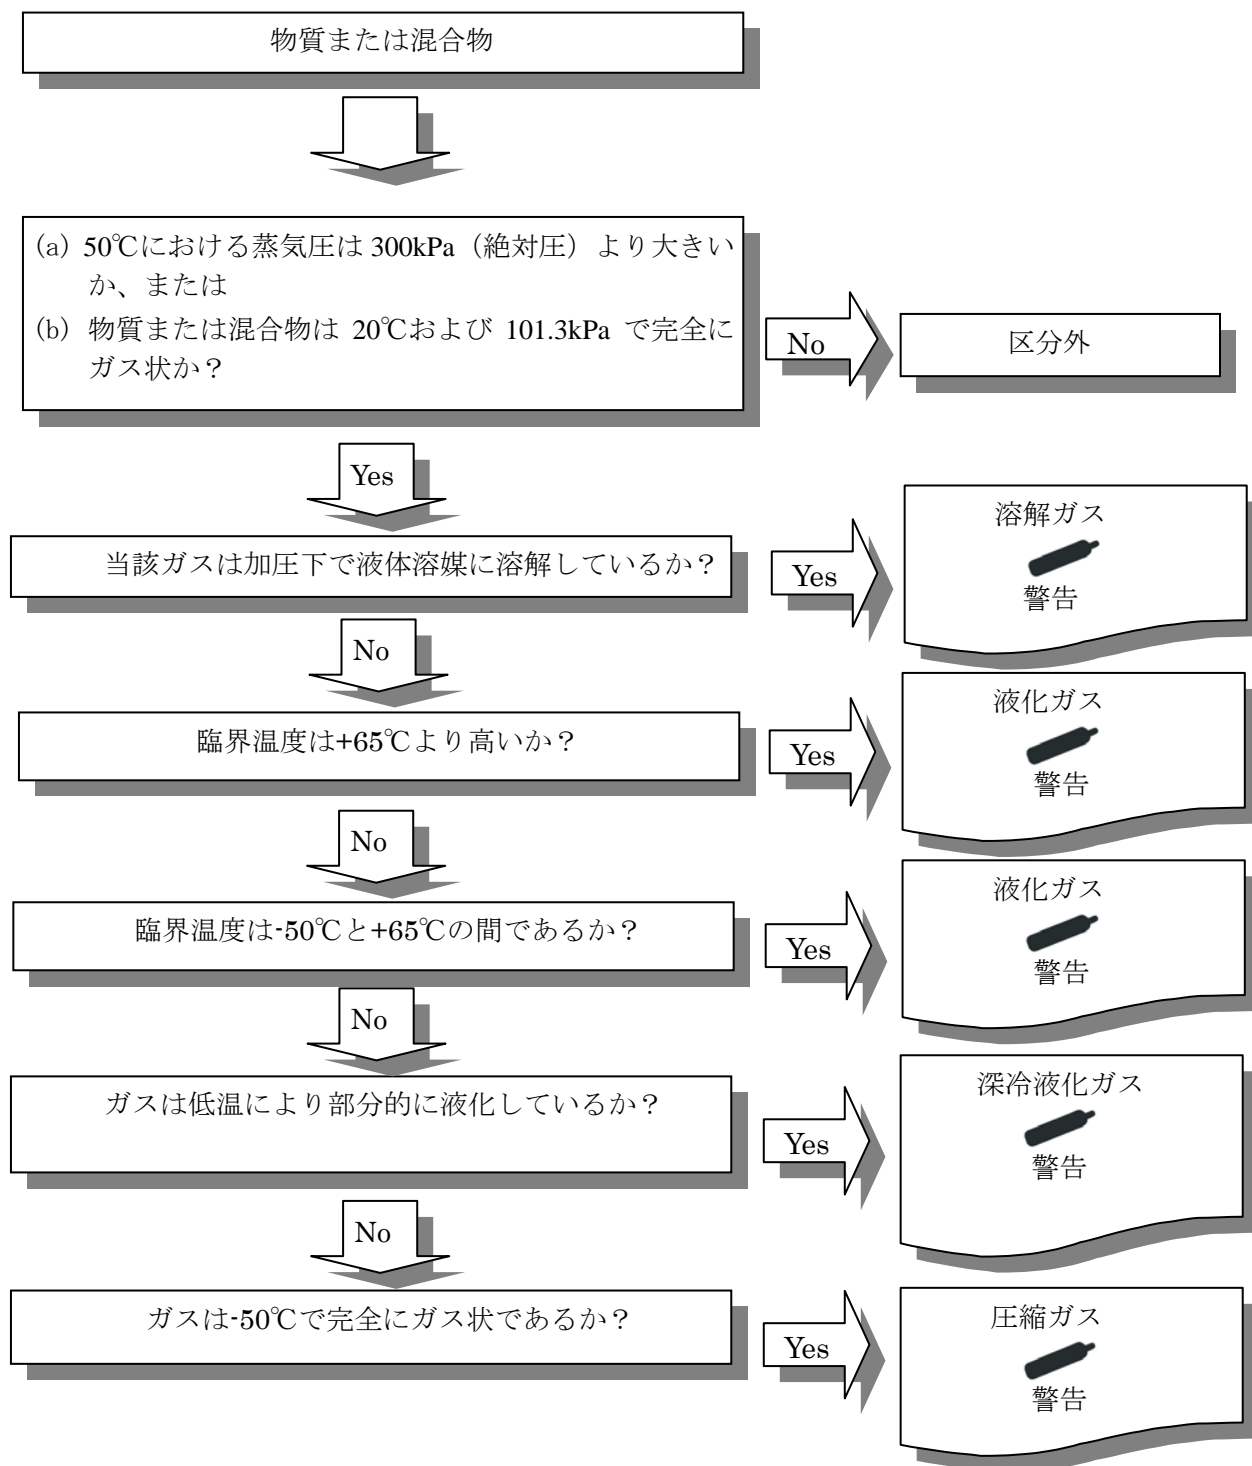 物質または混合物
(a) 50℃における蒸気圧は 300kPa（絶対圧）より大きい
か、または
(b) 物質または混合物は 20℃および 101.3kPa で完全に
ガス状か？
No
区分外
Yes
当該ガスは加圧下で液体溶媒に溶解しているか？
Yes
溶解ガス
警告
No
臨界温度は+65℃より高いか？
Yes
液化ガス
警告
No
臨界温度は-50℃と+65℃の間であるか？
Yes
液化ガス
警告
No
ガスは低温により部分的に液化しているか？
Yes
深冷液化ガス
警告
No
ガスは-50℃で完全にガス状であるか？
Yes
圧縮ガス
警告